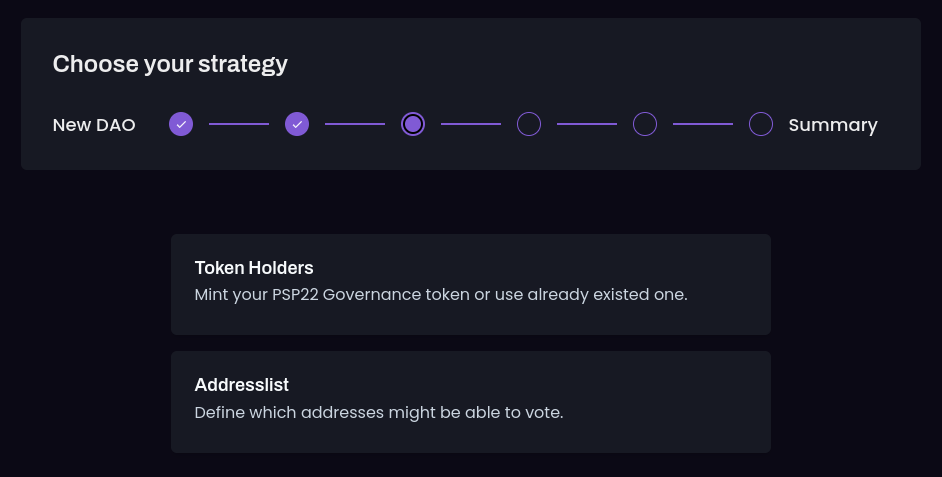 Choose your strategy
New DAO
Summary
Token Holders
Mint your PSP22 Governance token or use already existed one.
Addresslist
Define which addresses might be able to vote.